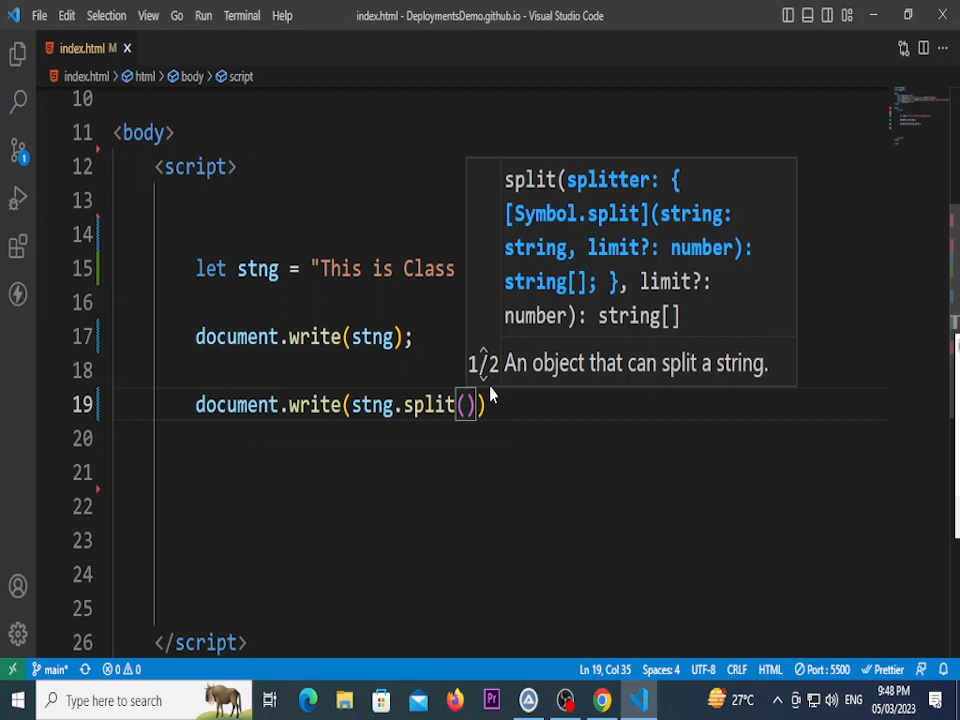 File Edit Selection View Go Run Terminal Help index.html - DeploymentsDemo.github.io - Visual Studio Code
index.html M
index.html > html > body > script
10
11 <body>
12 <script>
13
14
15 let stng = "This is Class
16
17 document.write(stng);
18
19 document.write(stng.split())
20
21
22
23
24
25
26 </script>
split(splitter: {
[Symbol.split](string:
string, limit?: number):
string[]; }, limit?:
number): string[]
1/2 An object that can split a string.
1
main* 0 0 Ln 19, Col 35 Spaces: 4 UTF-8 CRLF HTML Port : 5500 Prettier
Type here to search Pr 27°C ENG 9:48 PM
05/03/2023